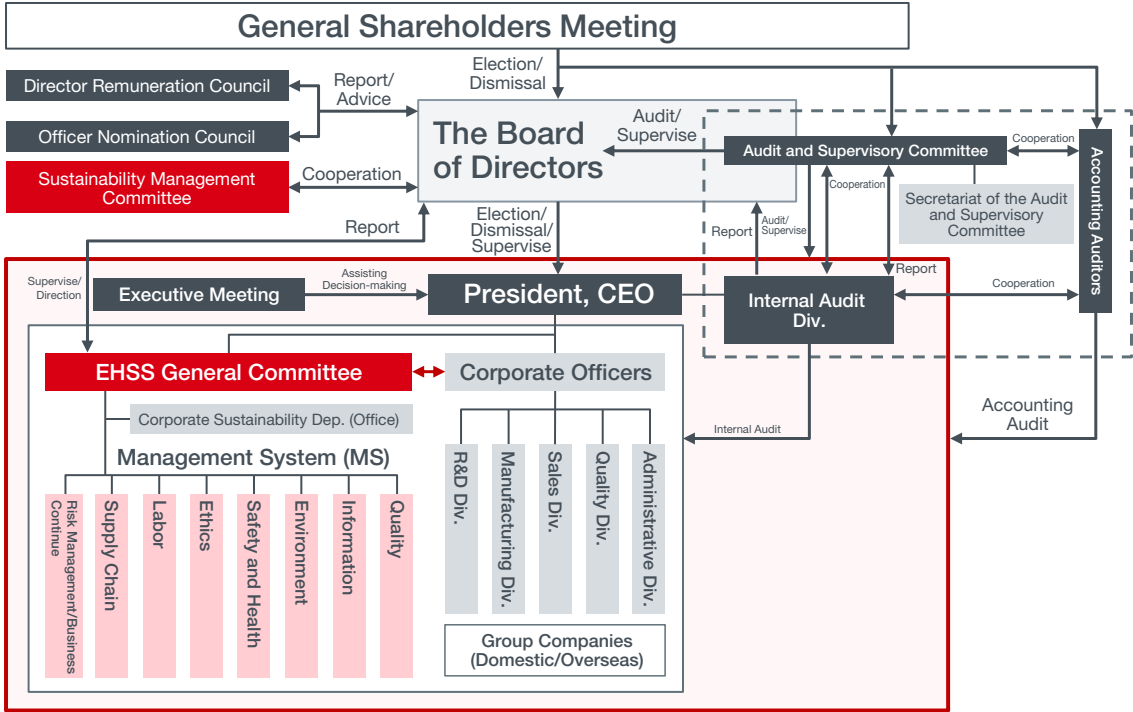 General Shareholders Meeting
Election/
Dismissal
Director Remuneration Council
Report/
Advice
Officer Nomination Council
Sustainability Management
Committee
Cooperation
The Board
of Directors
Audit/
Supervise
Audit and Supervisory Committee
Cooperation
Accounting Auditors
Cooperation
Secretariat of the Audit
and Supervisory
Committee
Report
Election/
Dismissal/
Supervise
Report
Audit/
Supervise
Report
Supervise/
Direction
Executive Meeting
Assisting
Decision-making
President, CEO
Internal Audit
Div.
Cooperation
EHSS General Committee
Corporate Officers
Corporate Sustainability Dep. (Office)
Internal Audit
Accounting
Audit
Management System (MS)
Risk Management/Business
Continue
Supply Chain
Labor
Ethics
Safety and Health
Environment
Information
Quality
R&D Div.
Manufacturing Div.
Sales Div.
Quality Div.
Administrative Div.
Group Companies
(Domestic/Overseas)